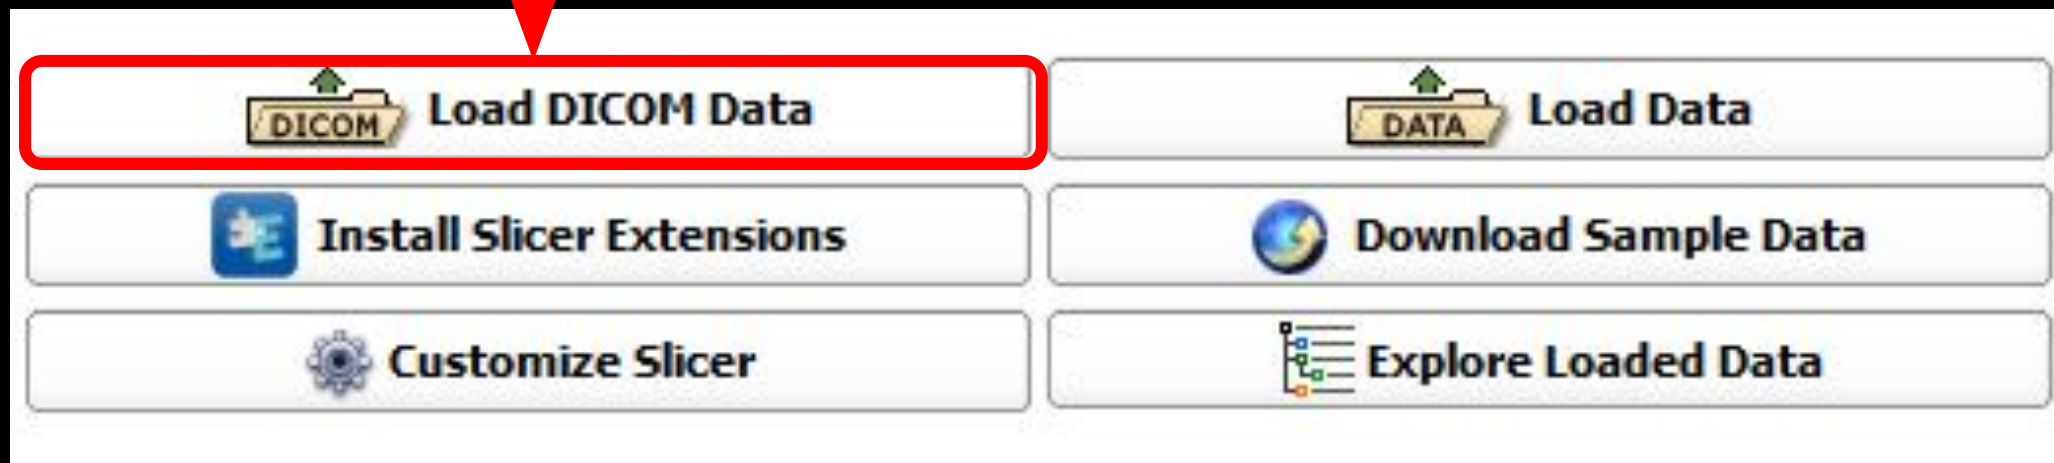 DICOM Load DICOM Data
DATA Load Data
Install Slicer Extensions
Download Sample Data
Customize Slicer
Explore Loaded Data